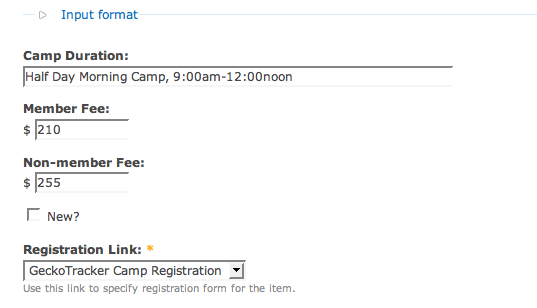 Input format
Camp Duration:
Half Day Morning Camp, 9:00am-12:00noon
Member Fee:
$ 210
Non-member Fee:
$ 255
New?
Registration Link: *
GeckoTracker Camp Registration
Use this link to specify registration form for the item.